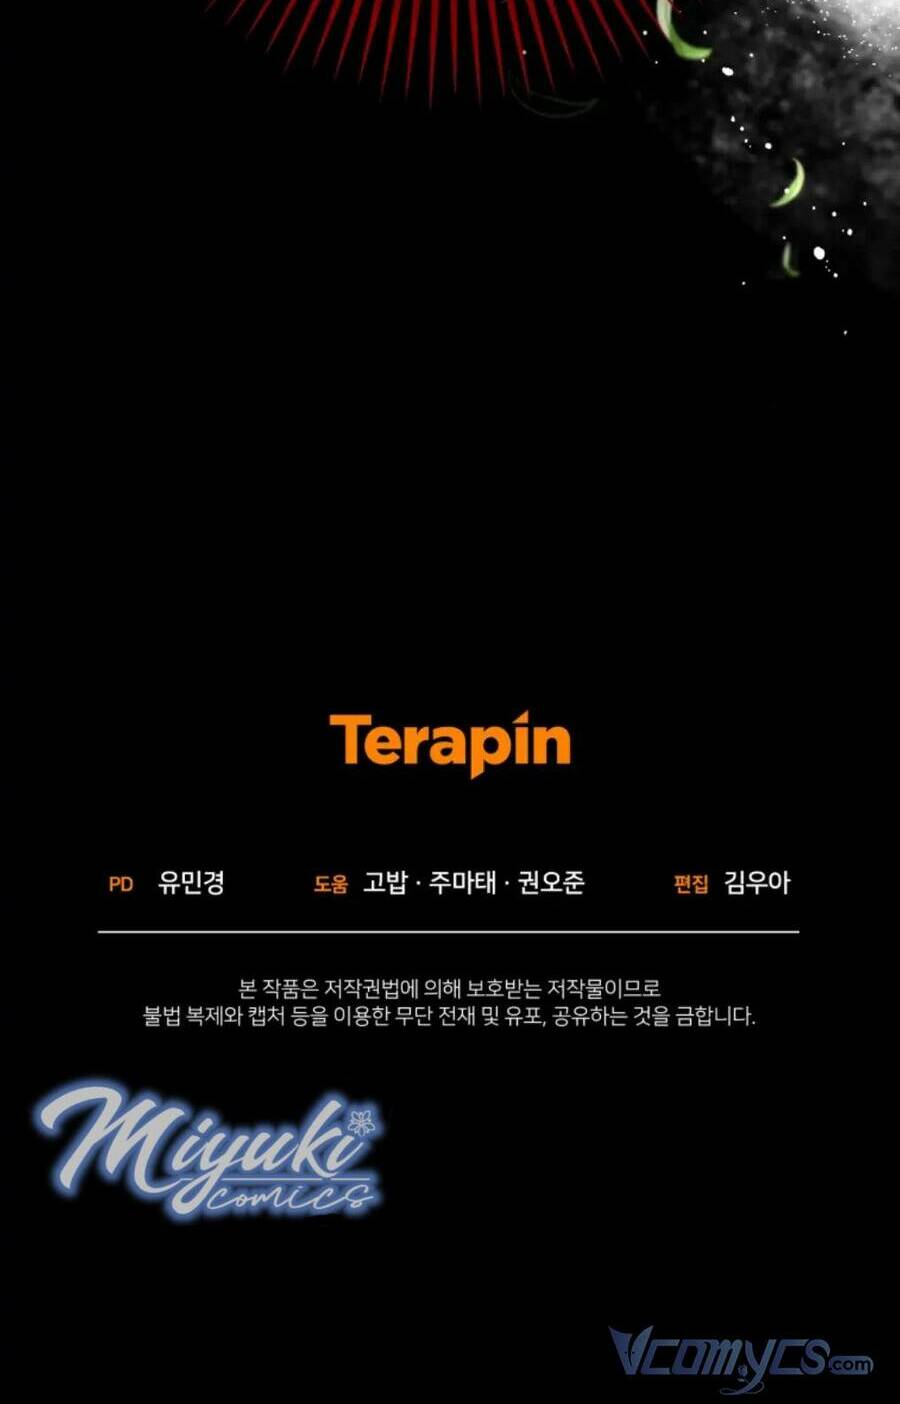 Terapin
PD 유민경 도움 고밥 · 주마태 · 권오준 편집 김우아
본 작품은 저작권법에 의해 보호받는 저작물이므로
불법 복제와 캡처 등을 이용한 무단 전재 및 유포, 공유하는 것을 금합니다.
Miyuki
comics
VCOMYCS.com